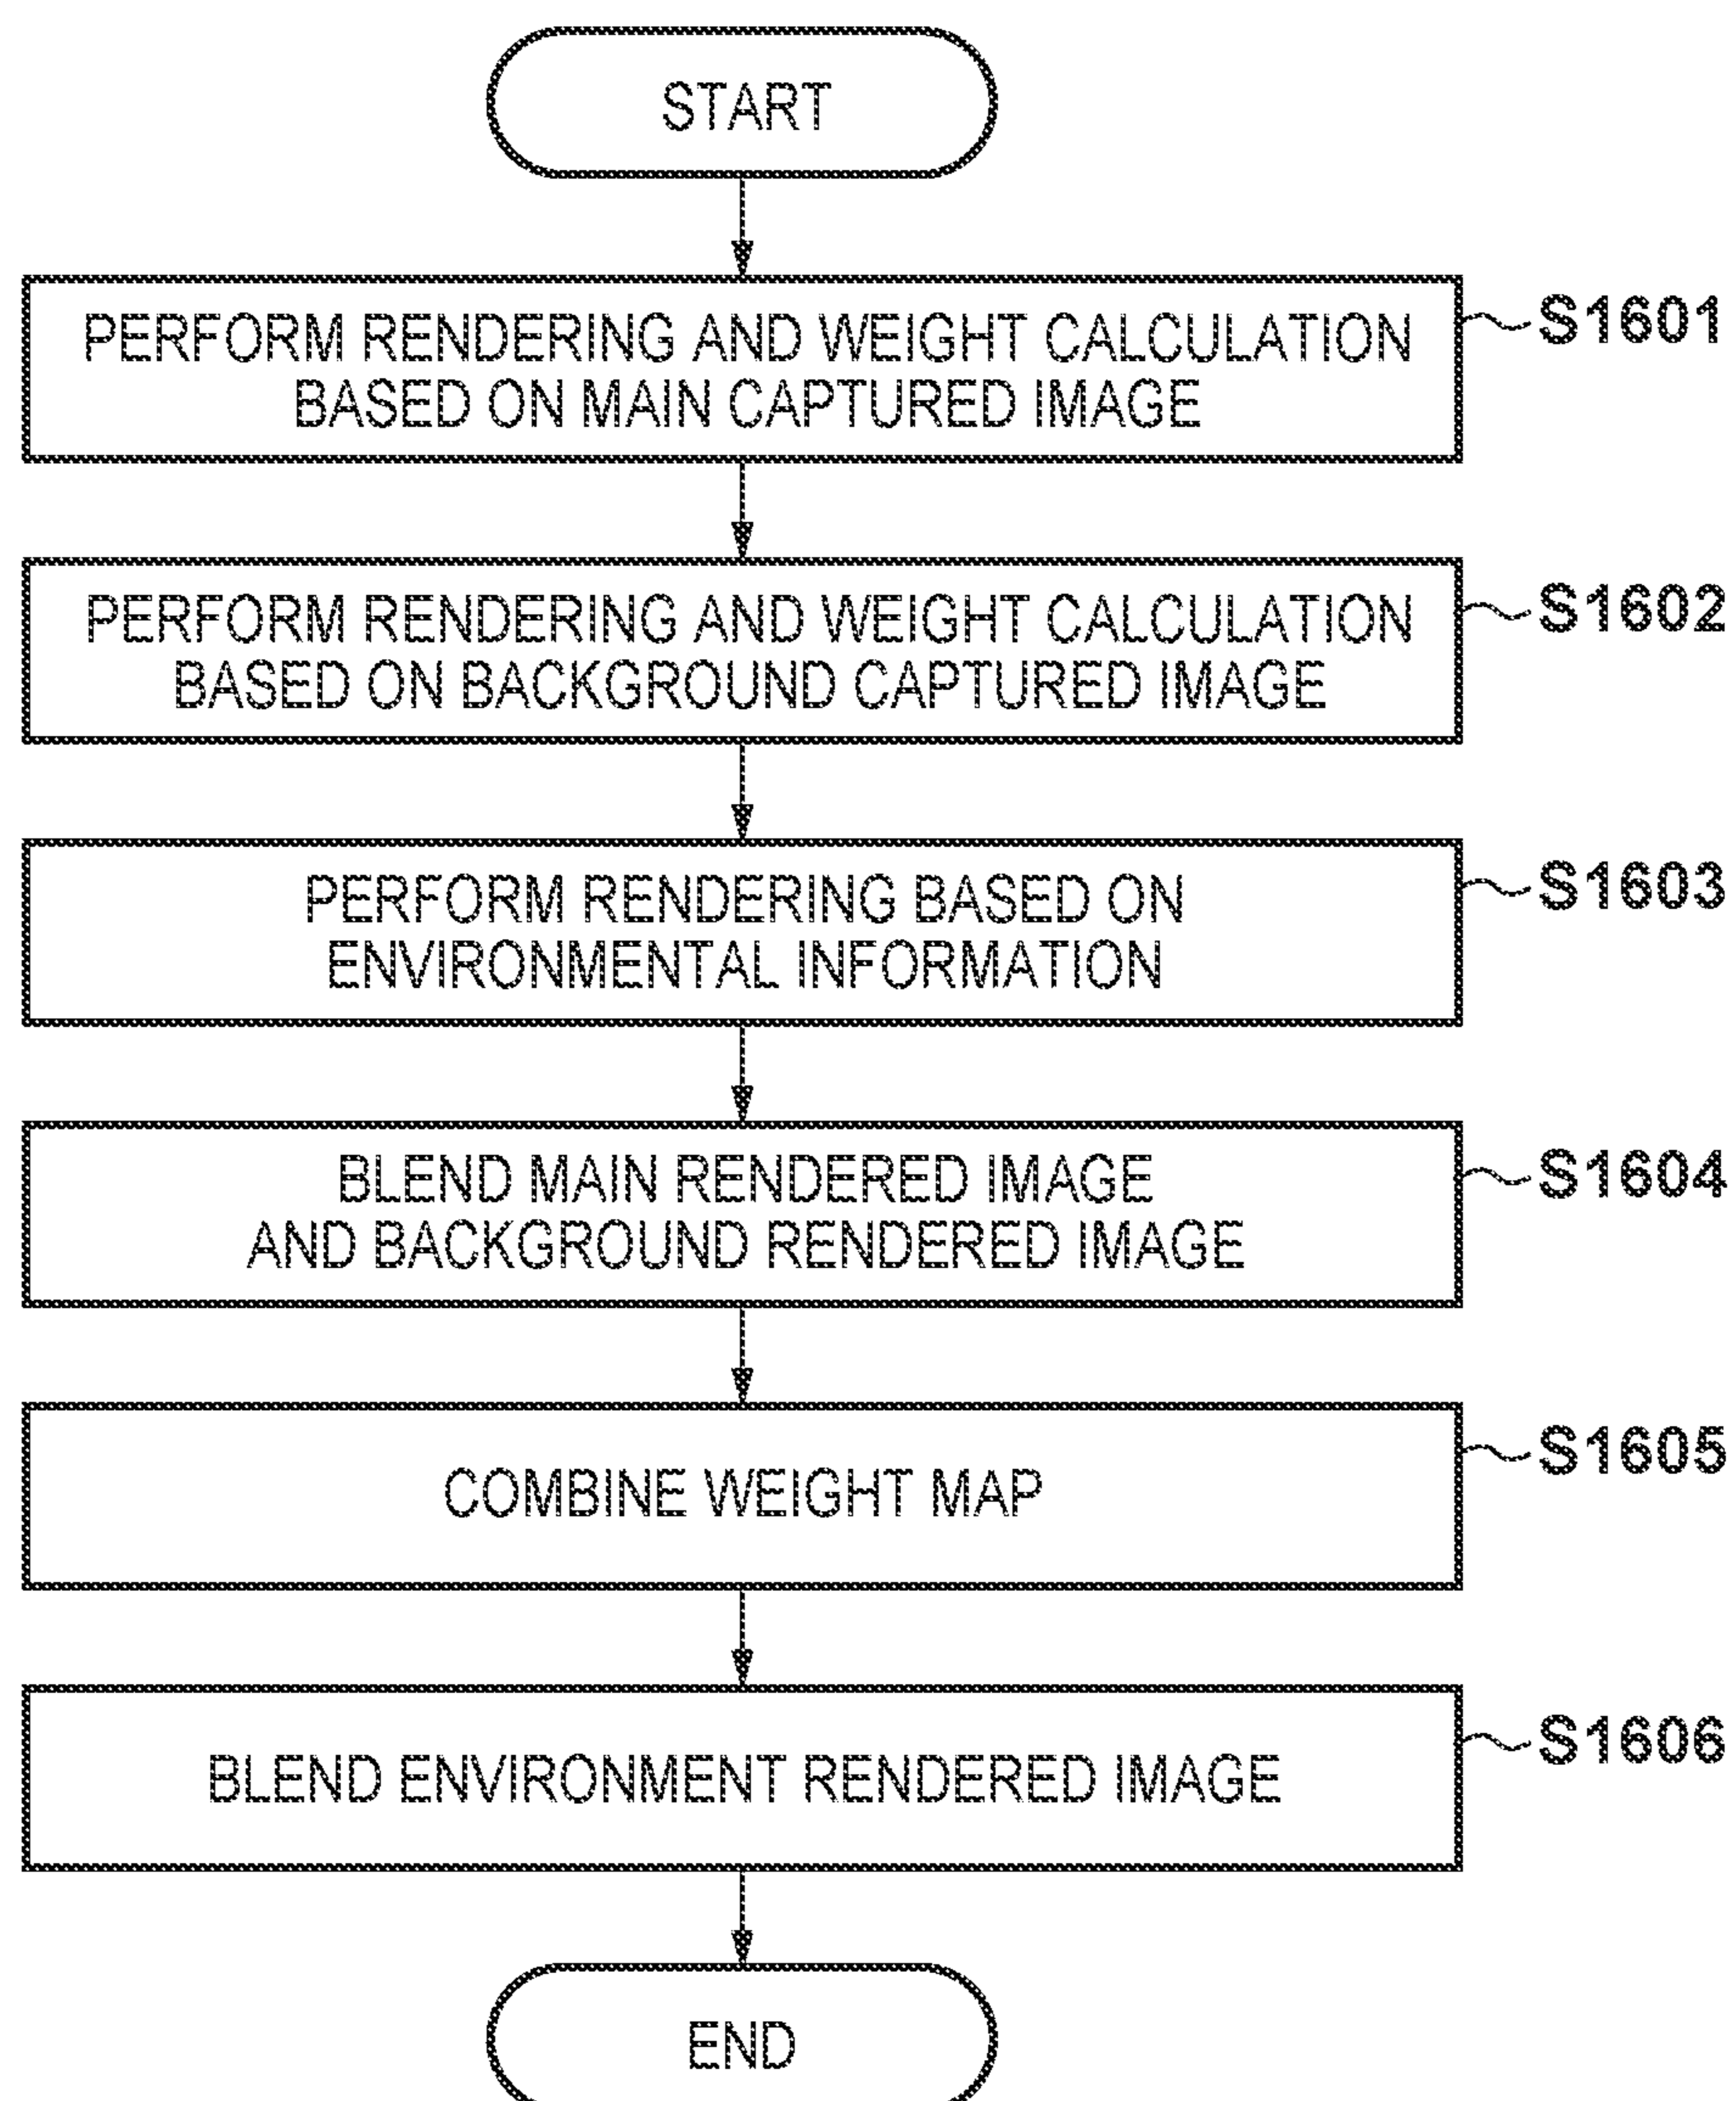 START
PERFORM RENDERING AND WEIGHT CALCULATION
BASED ON MAIN CAPTURED IMAGE
S1601
PERFORM RENDERING AND WEIGHT CALCULATION
BASED ON BACKGROUND CAPTURED IMAGE
S1602
PERFORM RENDERING BASED ON
ENVIRONMENTAL INFORMATION
S1603
BLEND MAIN RENDERED IMAGE
AND BACKGROUND RENDERED IMAGE
S1604
COMBINE WEIGHT MAP
S1605
BLEND ENVIRONMENT RENDERED IMAGE
S1606
END